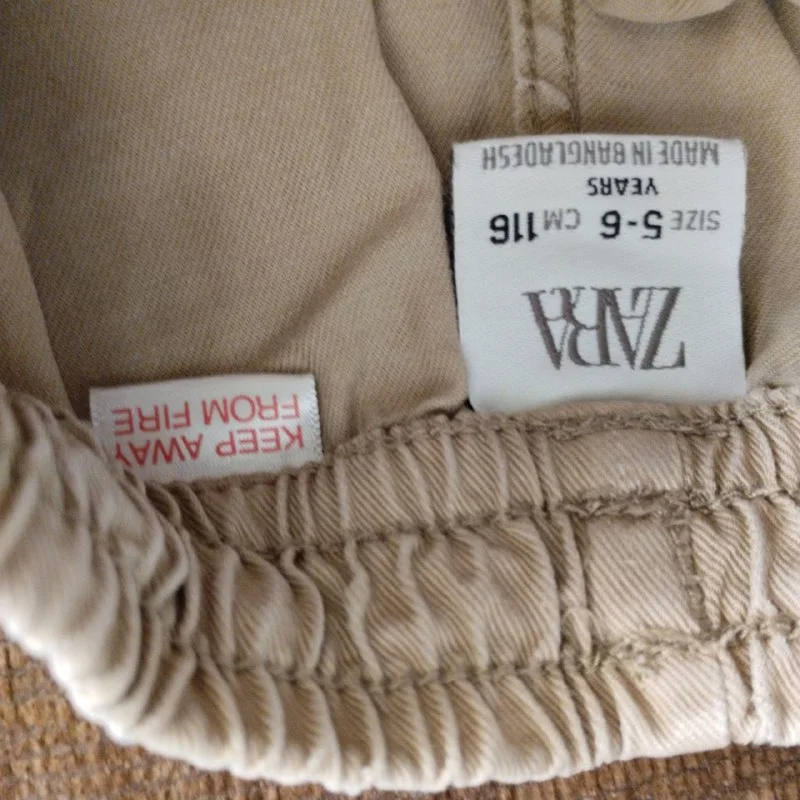 ZARA
SIZE 5-6 CM 116
YEARS
MADE IN BANGLADESH
KEEP AWAY
FROM FIRE